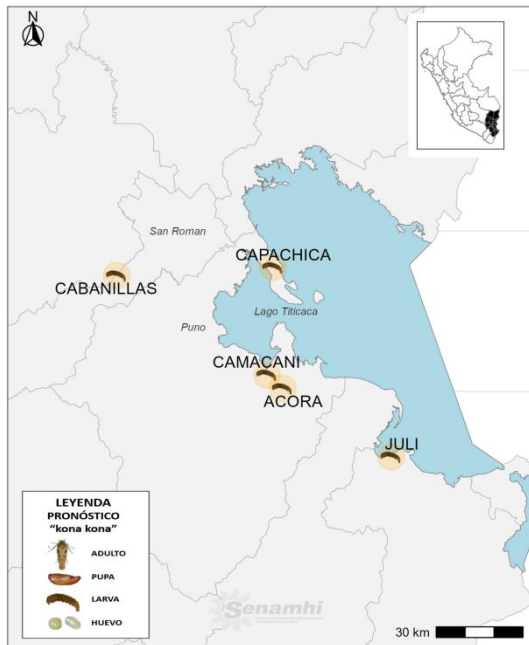 N
San Roman
CAPACHICA
CABANILLAS
Lago Titicaca
Puno
CAMACANI
ACORA
JULI
LEYENDA
PRONÓSTICO
"kona kona"
ADULTO
PUPA
LARVA
HUEVO
Senamhi
30 km